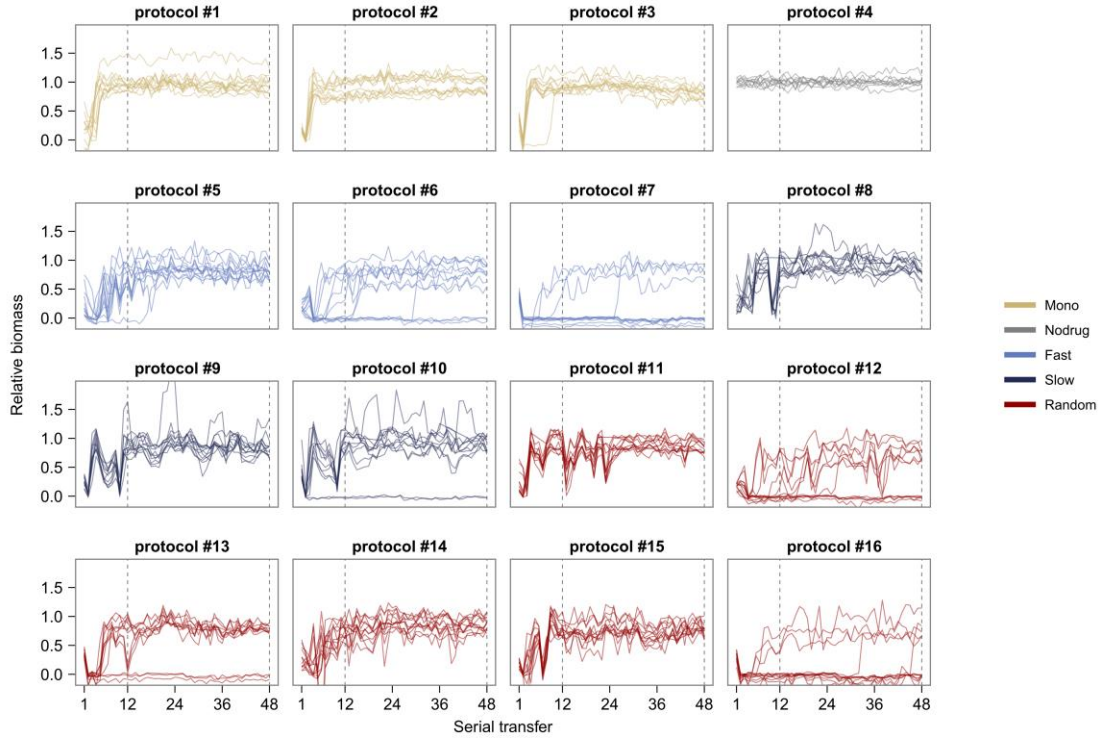 protocol #1 protocol #2 protocol #3 protocol #4
1.5
1.0
0.5
0.0
protocol #5 protocol #6 protocol #7 protocol #8
1.5
1.0
0.5
0.0
Relative biomass
Mono
Nodrug
Fast
Slow
Random
protocol #9 protocol #10 protocol #11 protocol #12
1.5
1.0
0.5
0.0
protocol #13 protocol #14 protocol #15 protocol #16
1.5
1.0
0.5
0.0
1 12 24 36 48 1 12 24 36 48 1 12 24 36 48 1 12 24 36 48
Serial transfer